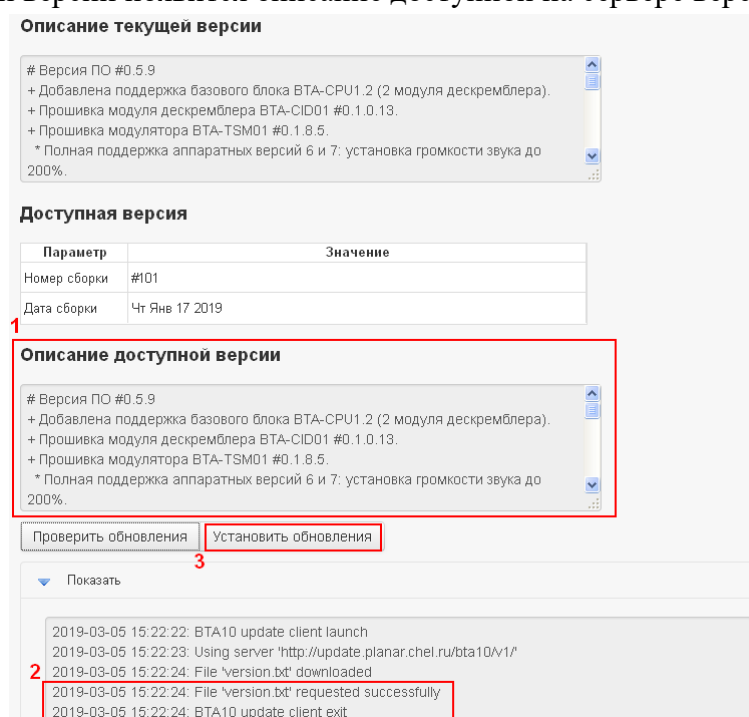 версии появится описание доступной на сервере
Описание текущей версии
# Версия ПО #0.5.9
+ Добавлена поддержка базового блока BTA-CPU1.2 (2 модуля дескремблера).
+ Прошивка модуля дескремблера BTA-CID01 #0.1.0.13.
+ Прошивка модулятора BTA-TSM01 #0.1.8.5.
* Полная поддержка аппаратных версий 6 и 7: установка громкости звука до
200%.
Доступная версия
Параметр Значение
Номер сборки #101
Дата сборки Чт Янв 17 2019
1
Описание доступной версии
# Версия ПО #0.5.9
+ Добавлена поддержка базового блока BTA-CPU1.2 (2 модуля дескремблера).
+ Прошивка модуля дескремблера BTA-CID01 #0.1.0.13.
+ Прошивка модулятора BTA-TSM01 #0.1.8.5.
* Полная поддержка аппаратных версий 6 и 7: установка громкости звука до
200%.
Проверить обновления Установить обновления
3
Показать
2019-03-05 15:22:22: BTA10 update client launch
2019-03-05 15:22:23: Using server 'http://update.planar.chel.ru/bta10/v1/'
2 2019-03-05 15:22:24: File 'version.txt' downloaded
2019-03-05 15:22:24: File 'version.txt' requested successfully
2019-03-05 15:22:24: BTA10 update client exit